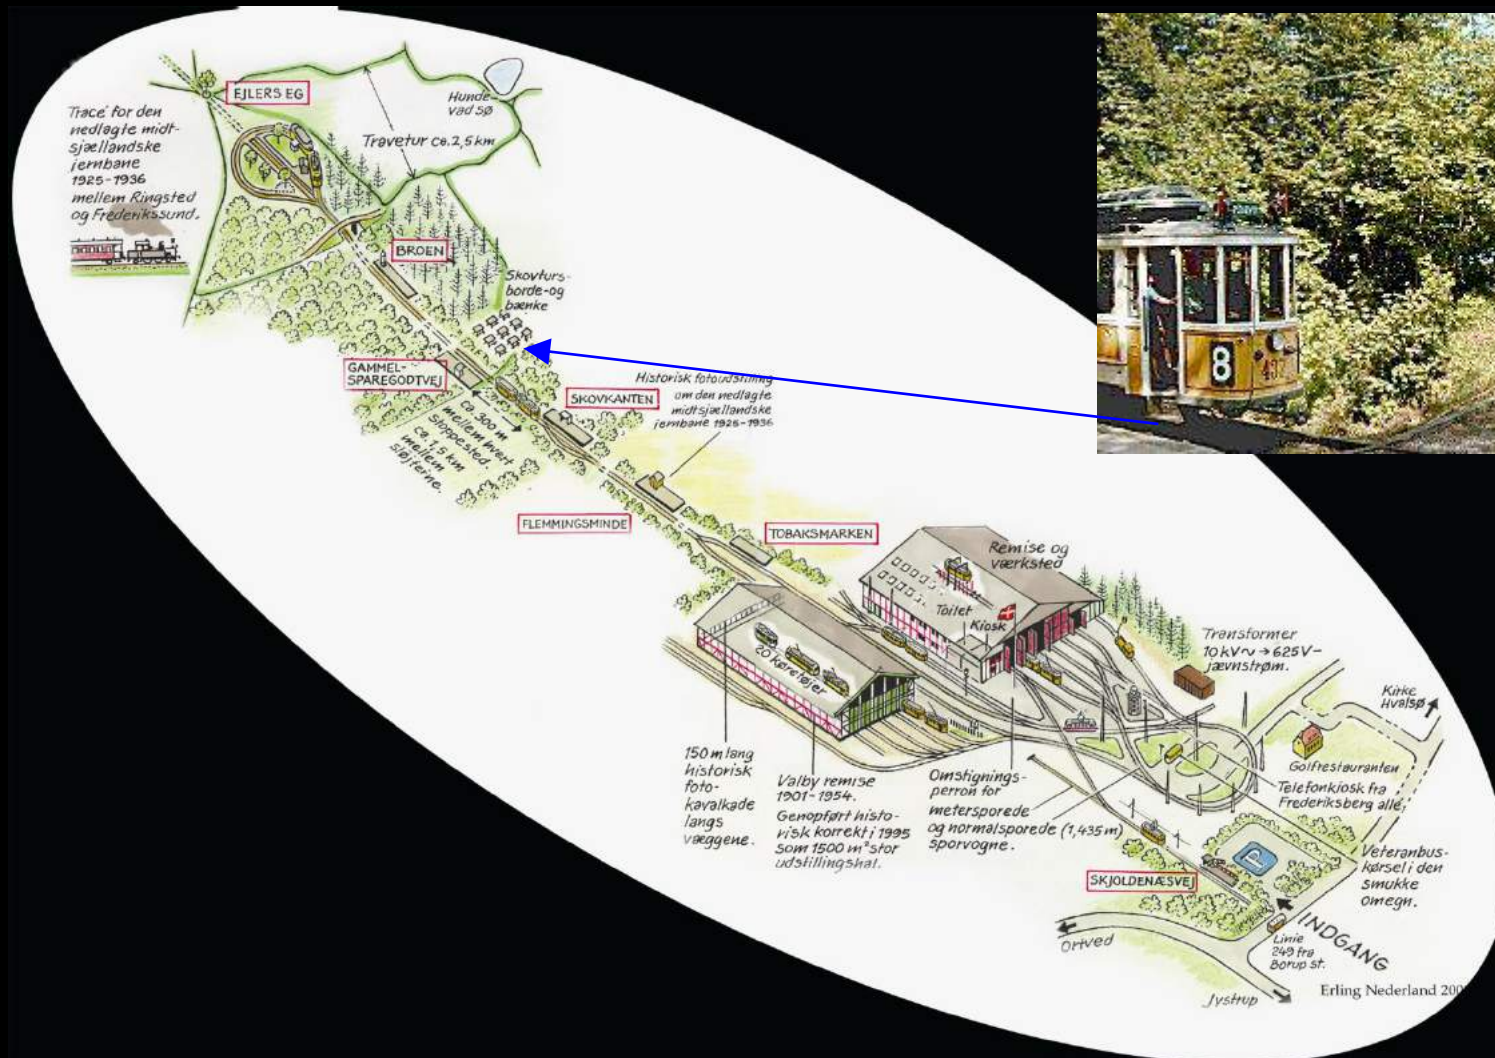 EJLERS EG
Trace' for den
nedlagte midt-
sjællandske
jernbane
1925-1936
mellem Ringsted
og Frederikssund.
Hunde-
vad sø
Travetur ca. 2,5 km
BROEN
Skovturs-
borde-og
bænke
GAMMEL-
SPAREGODTVEJ
ca. 300 m
mellem hvert
stoppested.
ca. 1,5 km
mellem
sløjferne.
SKOVKANTEN
Historisk fotoudstilling
om den nedlagte
midtsjællandske
jernbane 1925-1936
FLEMMINGSMINDE
TOBAKSMARKEN
Remise og
værksted
Toilet
Kiosk
20 køretøjer
Transformer
10 kV~ → 625 V-
jævnstrøm.
Kirke
Hvalsø
Golfrestauranten
Telefonkiosk fra
Frederiksberg alle,
150 m lang
historisk
foto-
kavalkade
langs
væggene.
Valby remise
1901-1954.
Genopført histo-
risk korrekt i 1995
som 1500 m² stor
udstillingshal.
Omstignings-
perron for
metersporede
og normalsporede (1,435 m)
sporvogne.
P
Veteranbus-
kørsel i den
smukke
omegn.
SKJOLDENÆSVEJ
INDGANG
Linie
249 fra
Borup st.
Ortved
Jystrup
Erling Nederland
8